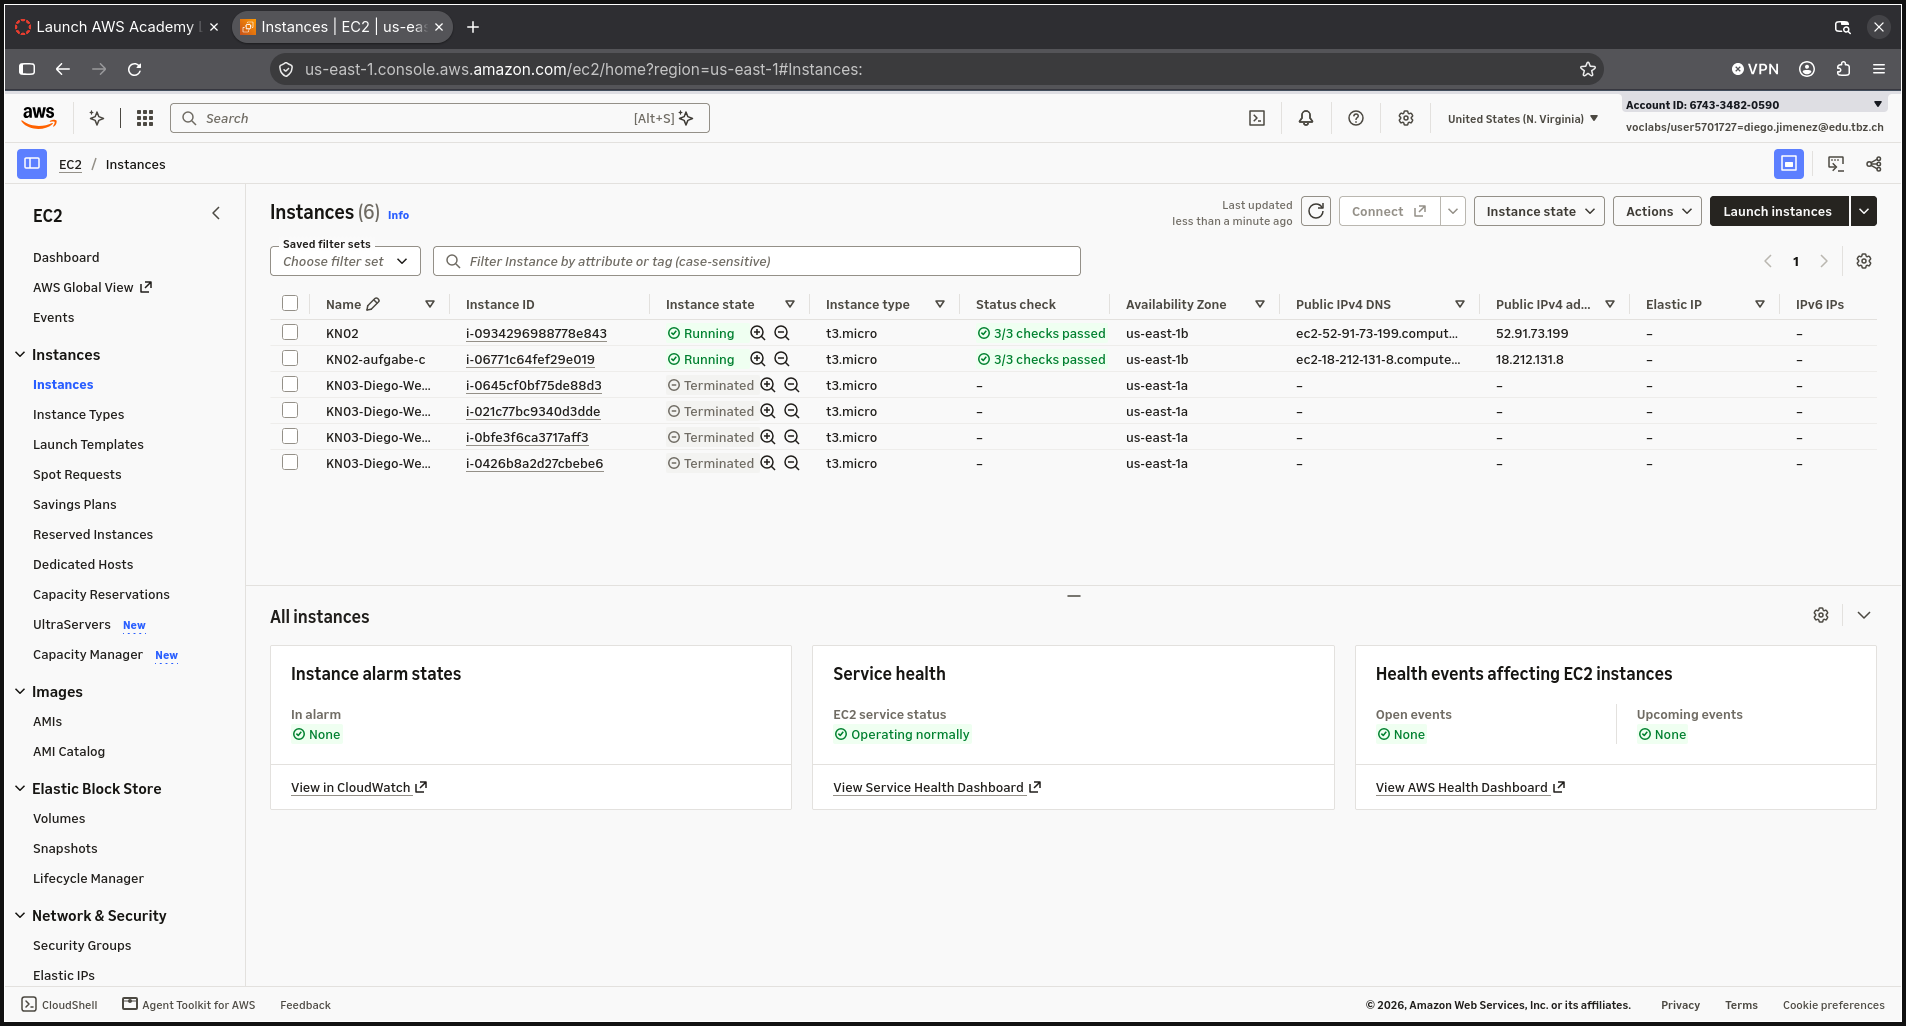 Launch AWS Academy
Instances | EC2 | us-eas
us-east-1.console.aws.amazon.com/ec2/home?region=us-east-1#Instances:
VPN
aws
Search
[Alt+S]
United States (N. Virginia)
Account ID: 6743-3482-0590
voclabs/user5701727=diego.jimenez@edu.tbz.ch
EC2 / Instances
EC2
Dashboard
AWS Global View
Events
Instances
Instances
Instance Types
Launch Templates
Spot Requests
Savings Plans
Reserved Instances
Dedicated Hosts
Capacity Reservations
UltraServers New
Capacity Manager New
Images
AMIs
AMI Catalog
Elastic Block Store
Volumes
Snapshots
Lifecycle Manager
Network & Security
Security Groups
Elastic IPs
Instances (6) Info
Last updated
less than a minute ago
Connect
Instance state
Actions
Launch instances
Saved filter sets
Choose filter set
Filter Instance by attribute or tag (case-sensitive)
1
Name Instance ID Instance state Instance type Status check Availability Zone Public IPv4 DNS Public IPv4 ad... Elastic IP IPv6 IPs
KN02 i-0934296988778e843 Running t3.micro 3/3 checks passed us-east-1b ec2-52-91-73-199.comput... 52.91.73.199 – –
KN02-aufgabe-c i-06771c64fef29e019 Running t3.micro 3/3 checks passed us-east-1b ec2-18-212-131-8.compute... 18.212.131.8 – –
KN03-Diego-We... i-0645cf0bf75de88d3 Terminated t3.micro – us-east-1a – – – –
KN03-Diego-We... i-021c77bc9340d3dde Terminated t3.micro – us-east-1a – – – –
KN03-Diego-We... i-0bfe3f6ca3717aff3 Terminated t3.micro – us-east-1a – – – –
KN03-Diego-We... i-0426b8a2d27cbebe6 Terminated t3.micro – us-east-1a – – – –
All instances
Instance alarm states
In alarm
None
View in CloudWatch
Service health
EC2 service status
Operating normally
View Service Health Dashboard
Health events affecting EC2 instances
Open events
None
Upcoming events
None
View AWS Health Dashboard
CloudShell
Agent Toolkit for AWS
Feedback
© 2026, Amazon Web Services, Inc. or its affiliates.
Privacy
Terms
Cookie preferences